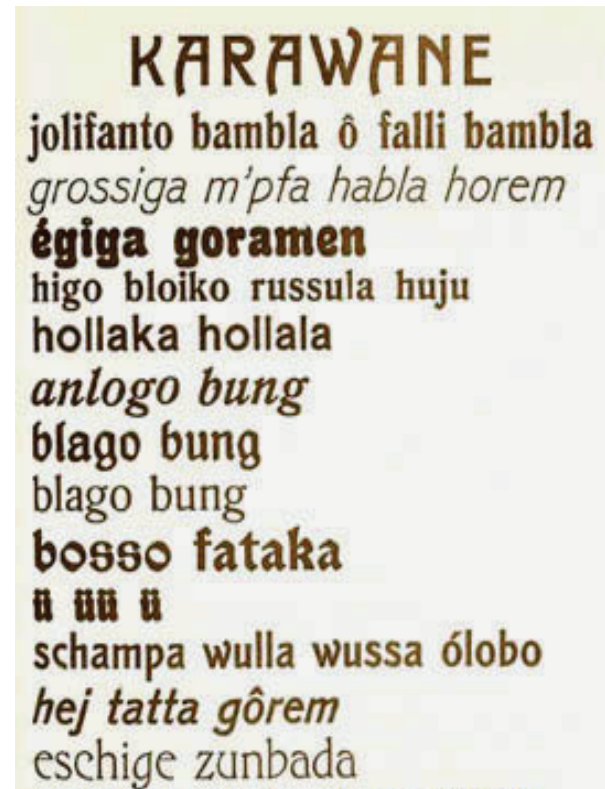 KARAWANE
jolifanto bambla ô falli bambla
grossiga m'pfa habla horem
égiga goramen
higo bloiko russula huju
hollaka hollala
anlogo bung
blago bung
blago bung
bosso fataka
ü üü ü
schampa wulla wussa ólobo
hej tatta gôrem
eschige zunbada